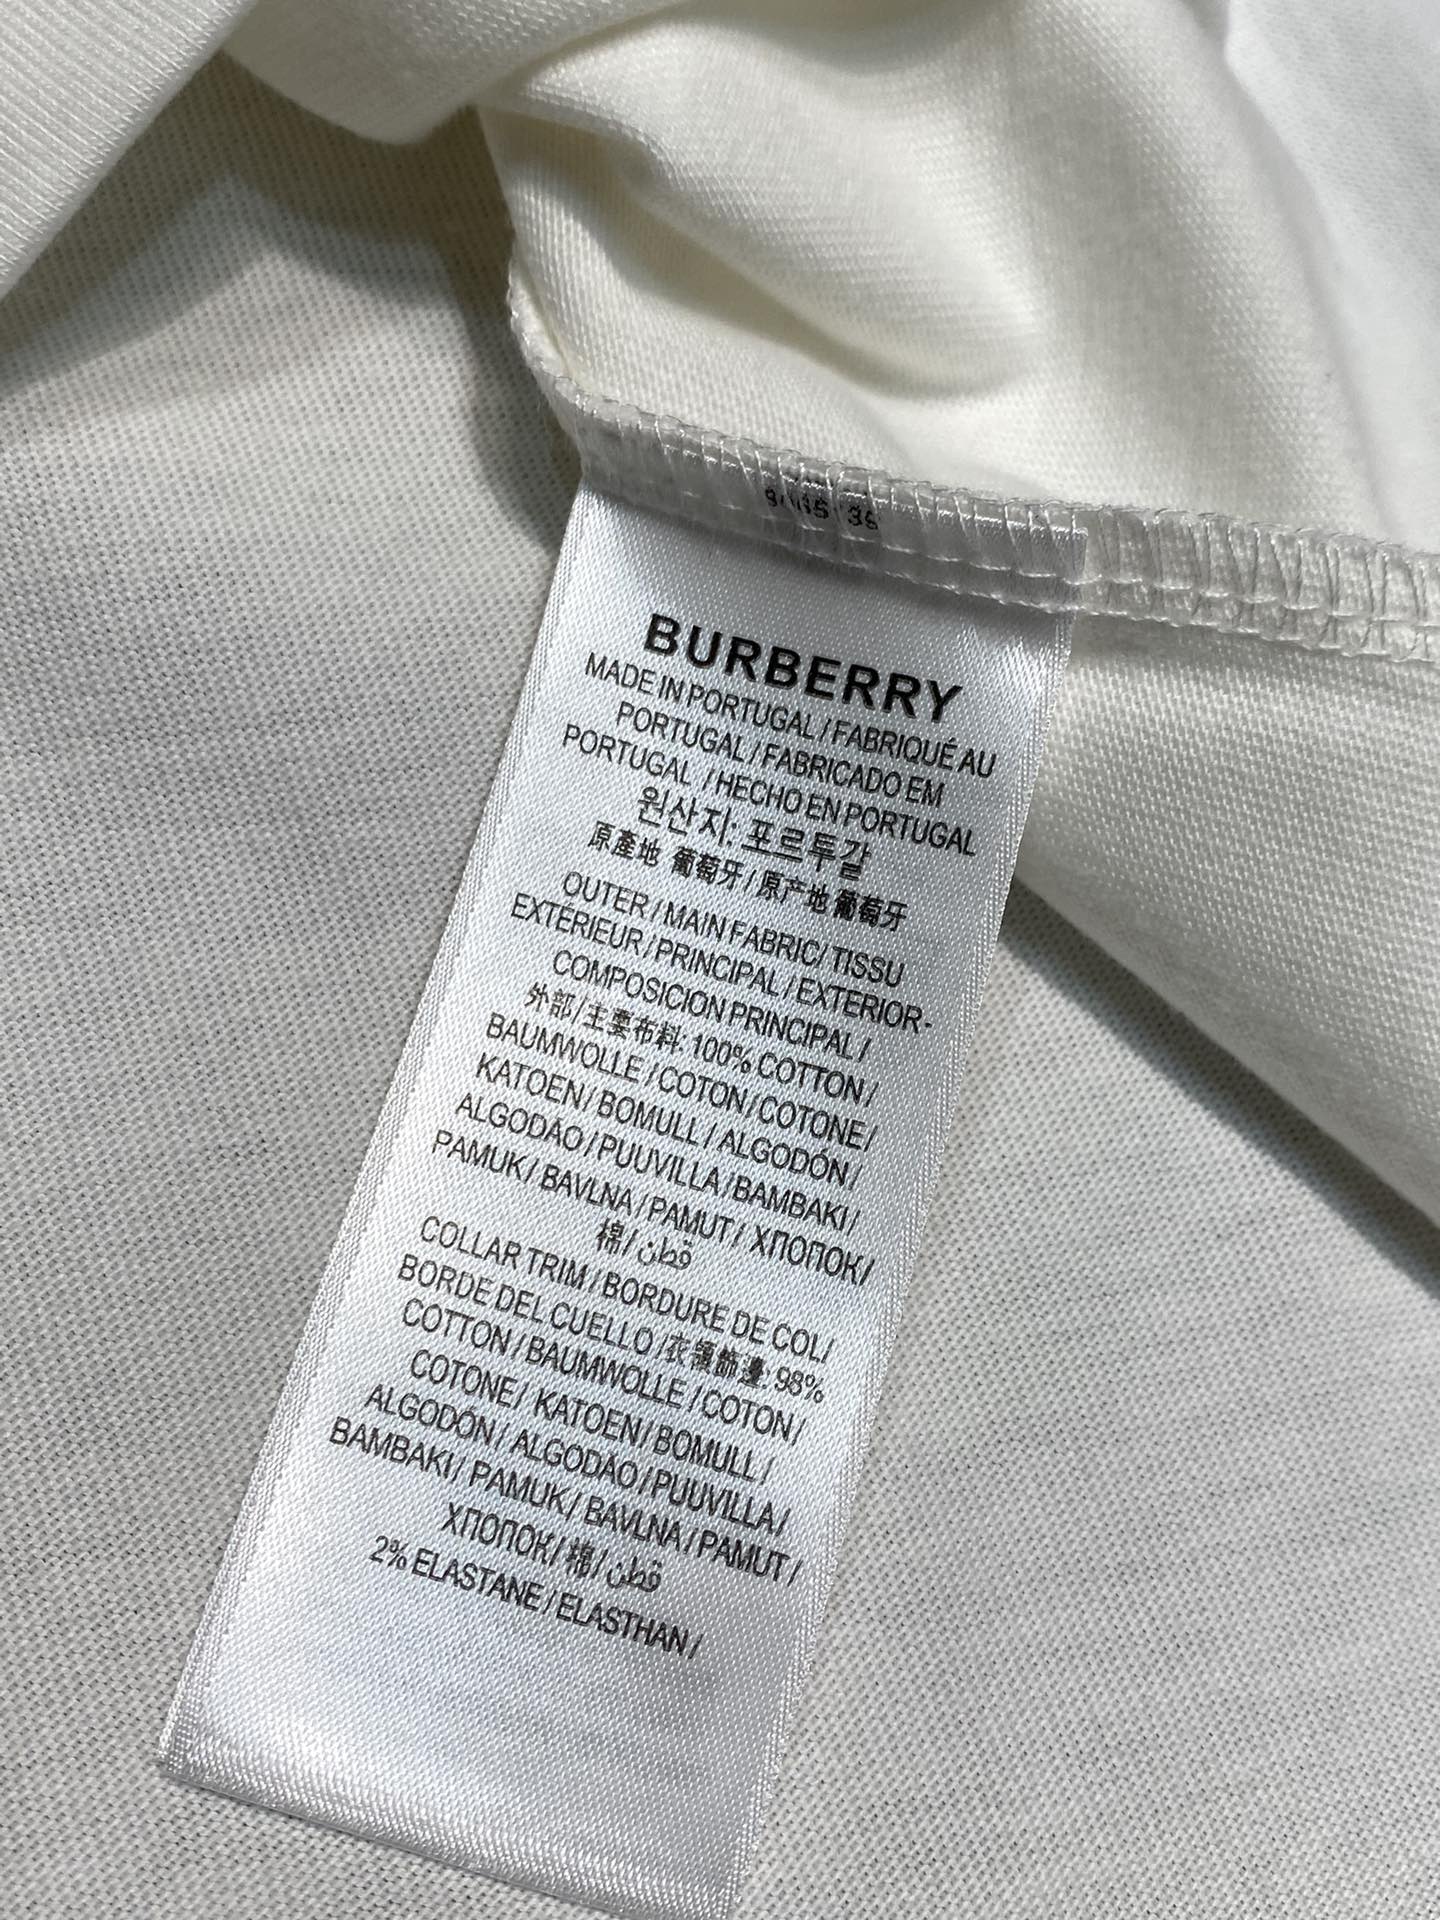 BURBERRY
MADE IN PORTUGAL / FABRIQUÉ AU
PORTUGAL / FABRICADO EM
PORTUGAL / HECHO EN PORTUGAL
원산지: 포르투갈
原產地 葡萄牙 / 原产地 葡萄牙
OUTER / MAIN FABRIC / TISSU
EXTERIEUR / PRINCIPAL / EXTERIOR-
COMPOSICION PRINCIPAL /
外部 / 主要布料: 100% COTTON /
BAUMWOLLE / COTON / COTONE /
KATOEN / BOMULL / ALGODÓN /
ALGODAO / PUUVILLA / BAMBAKI /
PAMUK / BAVLNA / PAMUT / ХПОПОК /
棉 / قطن
COLLAR TRIM / BORDURE DE COL /
BORDE DEL CUELLO / 衣領飾邊: 98%
COTTON / BAUMWOLLE / COTON /
COTONE / KATOEN / BOMULL /
ALGODÓN / ALGODAO / PUUVILLA /
BAMBAKI / PAMUK / BAVLNA / PAMUT /
ХПОПОК / 棉 / قطن
2% ELASTANE / ELASTHAN /